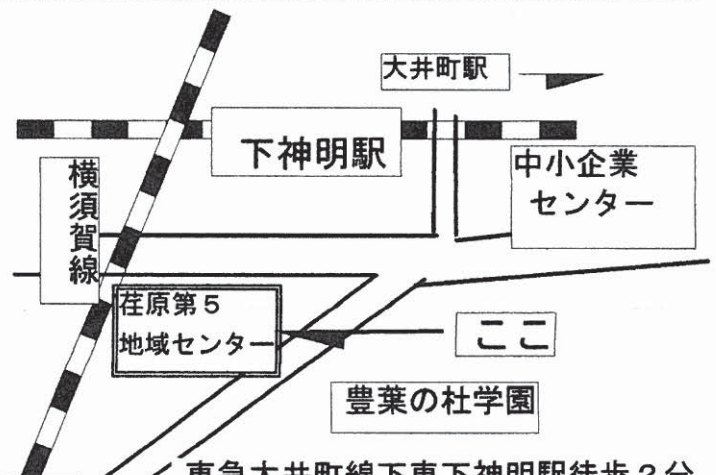 大井町駅
下神明駅
中小企業
センター
横須賀線
荏原第５
地域センター
ここ
豊葉の杜学園
東急大井町線下車下神明駅徒歩２分